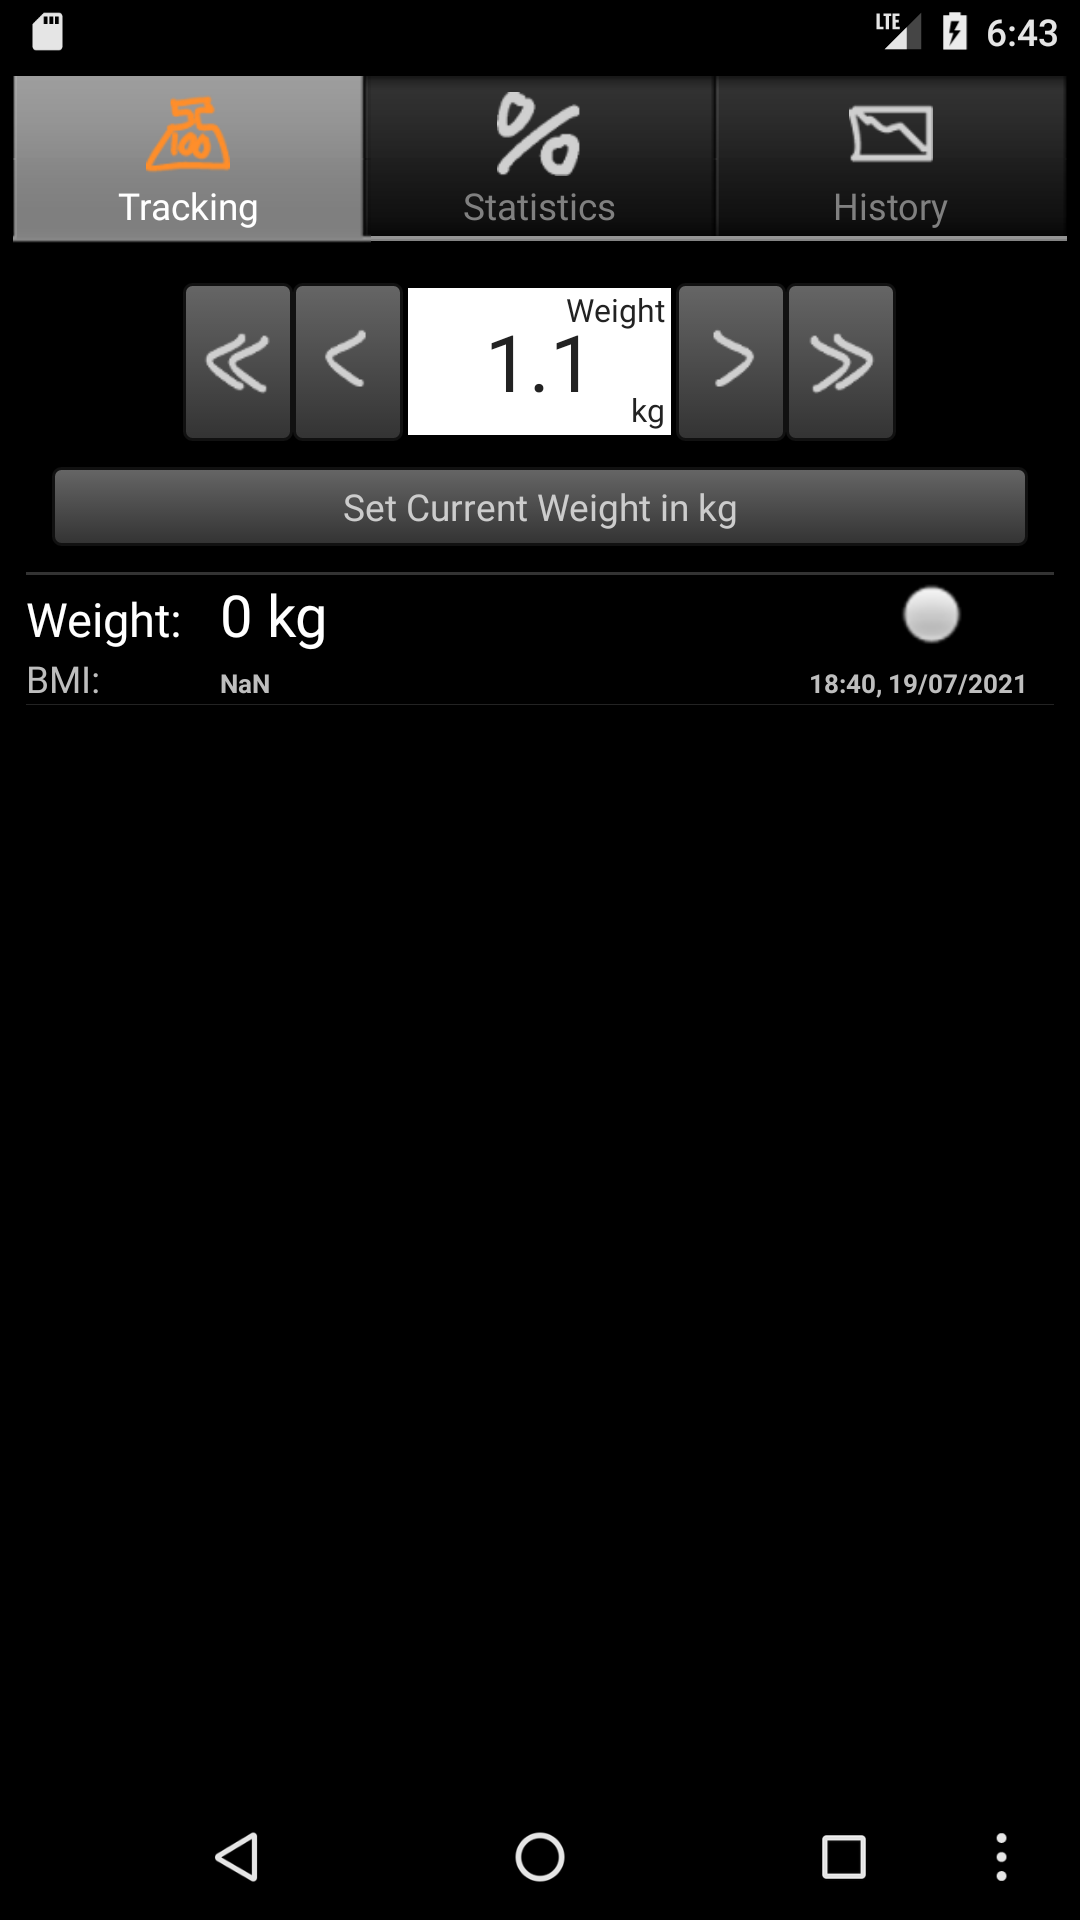 LTE 6:43
100
Tracking Statistics History
Weight
1.1
kg
Set Current Weight in kg
Weight: 0 kg
BMI: NaN 18:40, 19/07/2021